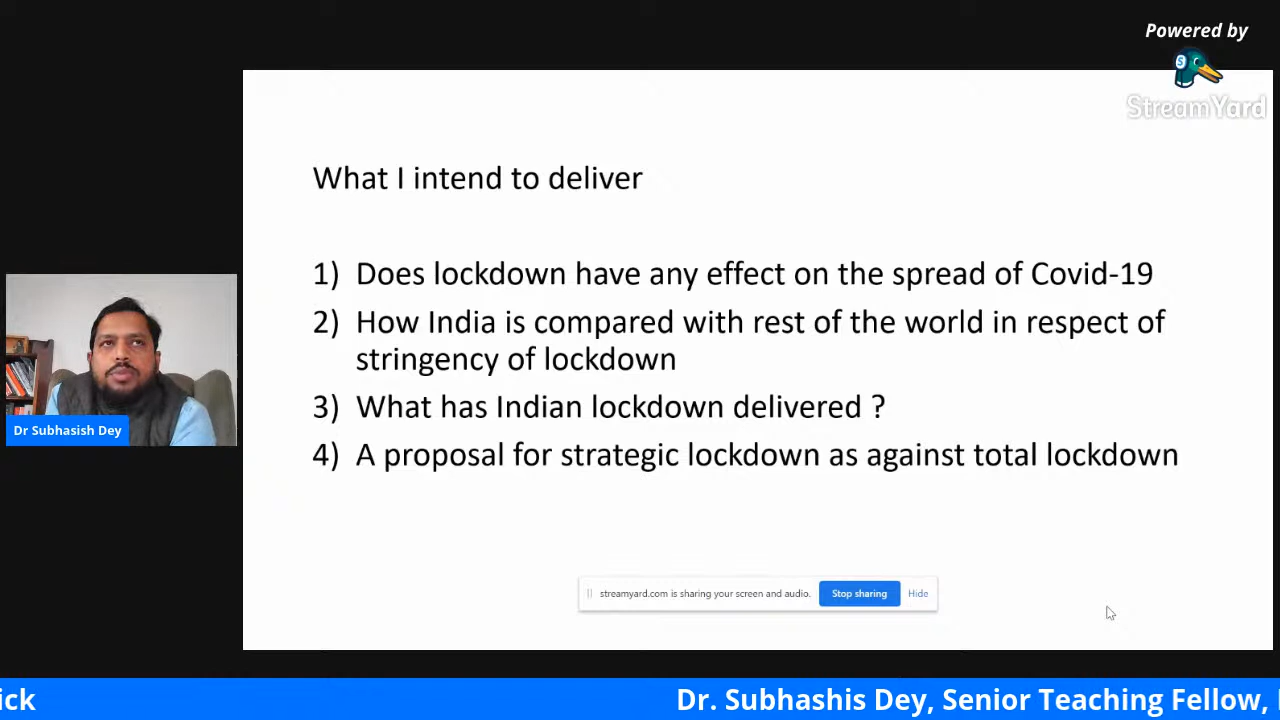 Powered by
StreamYard
What I intend to deliver
1) Does lockdown have any effect on the spread of Covid-19
2) How India is compared with rest of the world in respect of
stringency of lockdown
3) What has Indian lockdown delivered ?
4) A proposal for strategic lockdown as against total lockdown
Dr Subhasish Dey
streamyard.com is sharing your screen and audio. Stop sharing Hide
ick Dr. Subhashis Dey, Senior Teaching Fellow,